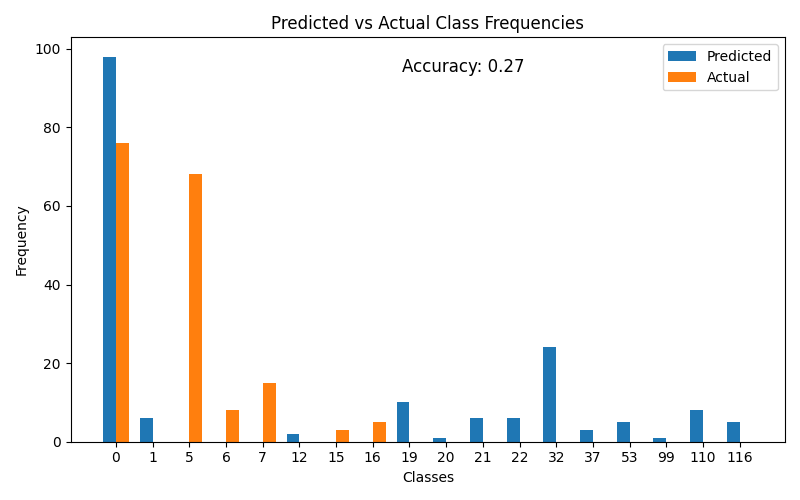 Predicted vs Actual Class Frequencies
Accuracy: 0.27
Predicted
Actual
100
80
60
40
20
0
Frequency
0 1 5 6 7 12 15 16 19 20 21 22 32 37 53 99 110 116
Classes